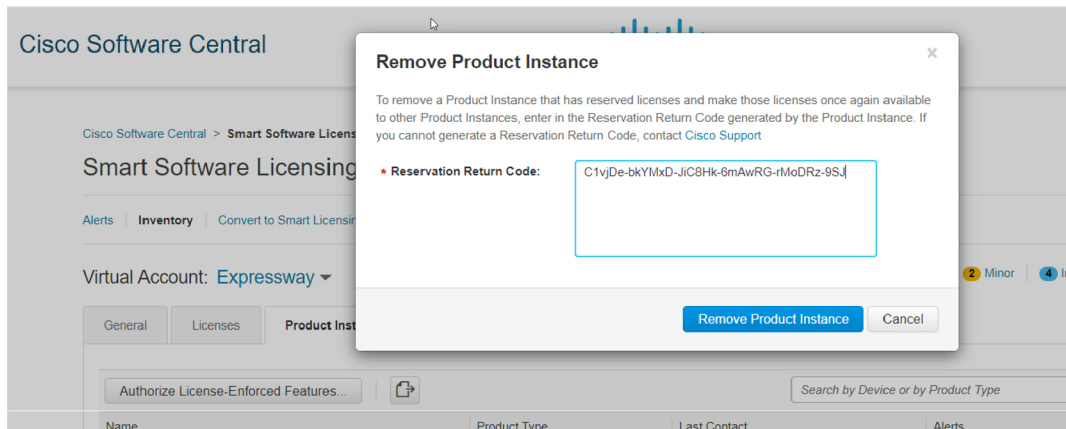 Cisco Software Central
Remove Product Instance
×
To remove a Product Instance that has reserved licenses and make those licenses once again available
to other Product Instances, enter in the Reservation Return Code generated by the Product Instance. If
you cannot generate a Reservation Return Code, contact Cisco Support
* Reservation Return Code:
C1vjDe-bkYMxD-JiC8Hk-6mAwRG-rMoDRz-9SJ
Remove Product Instance
Cancel
Cisco Software Central > Smart Software Licens
Smart Software Licensing
Alerts
Inventory
Convert to Smart Licensin
Virtual Account: Expressway
2 Minor
4
General
Licenses
Product Inst
Authorize License-Enforced Features...
Search by Device or by Product Type
Name
Product Type
Last Contact
Alerts